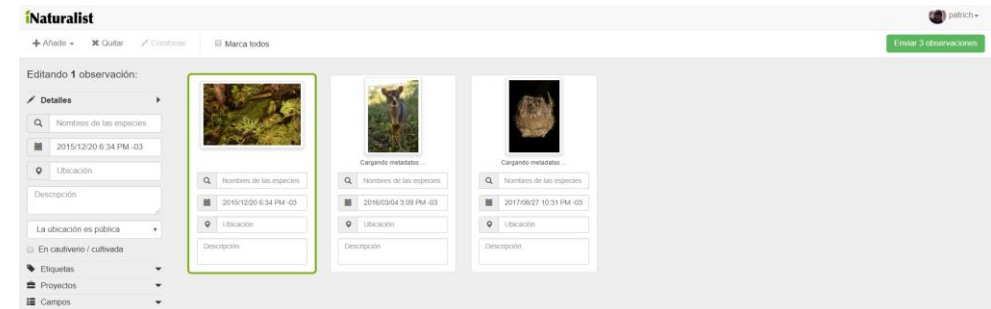 iNaturalist
patrich
Añade
Quitar
Combinar
Marca todos
Enviar 3 observaciones
Editando 1 observación:
Detalles
Nombres de las especies
2015/12/20 6:34 PM -03
Ubicación
Descripción
La ubicación es pública
En cautiverio / cultivada
Etiquetas
Proyectos
Campos
Nombres de las especies
2015/12/20 6:34 PM -03
Ubicación
Descripción
Cargando metadatos ...
Nombres de las especies
2016/03/04 3:09 PM -03
Ubicación
Descripción
Cargando metadatos ...
Nombres de las especies
2017/08/27 10:31 PM -03
Ubicación
Descripción